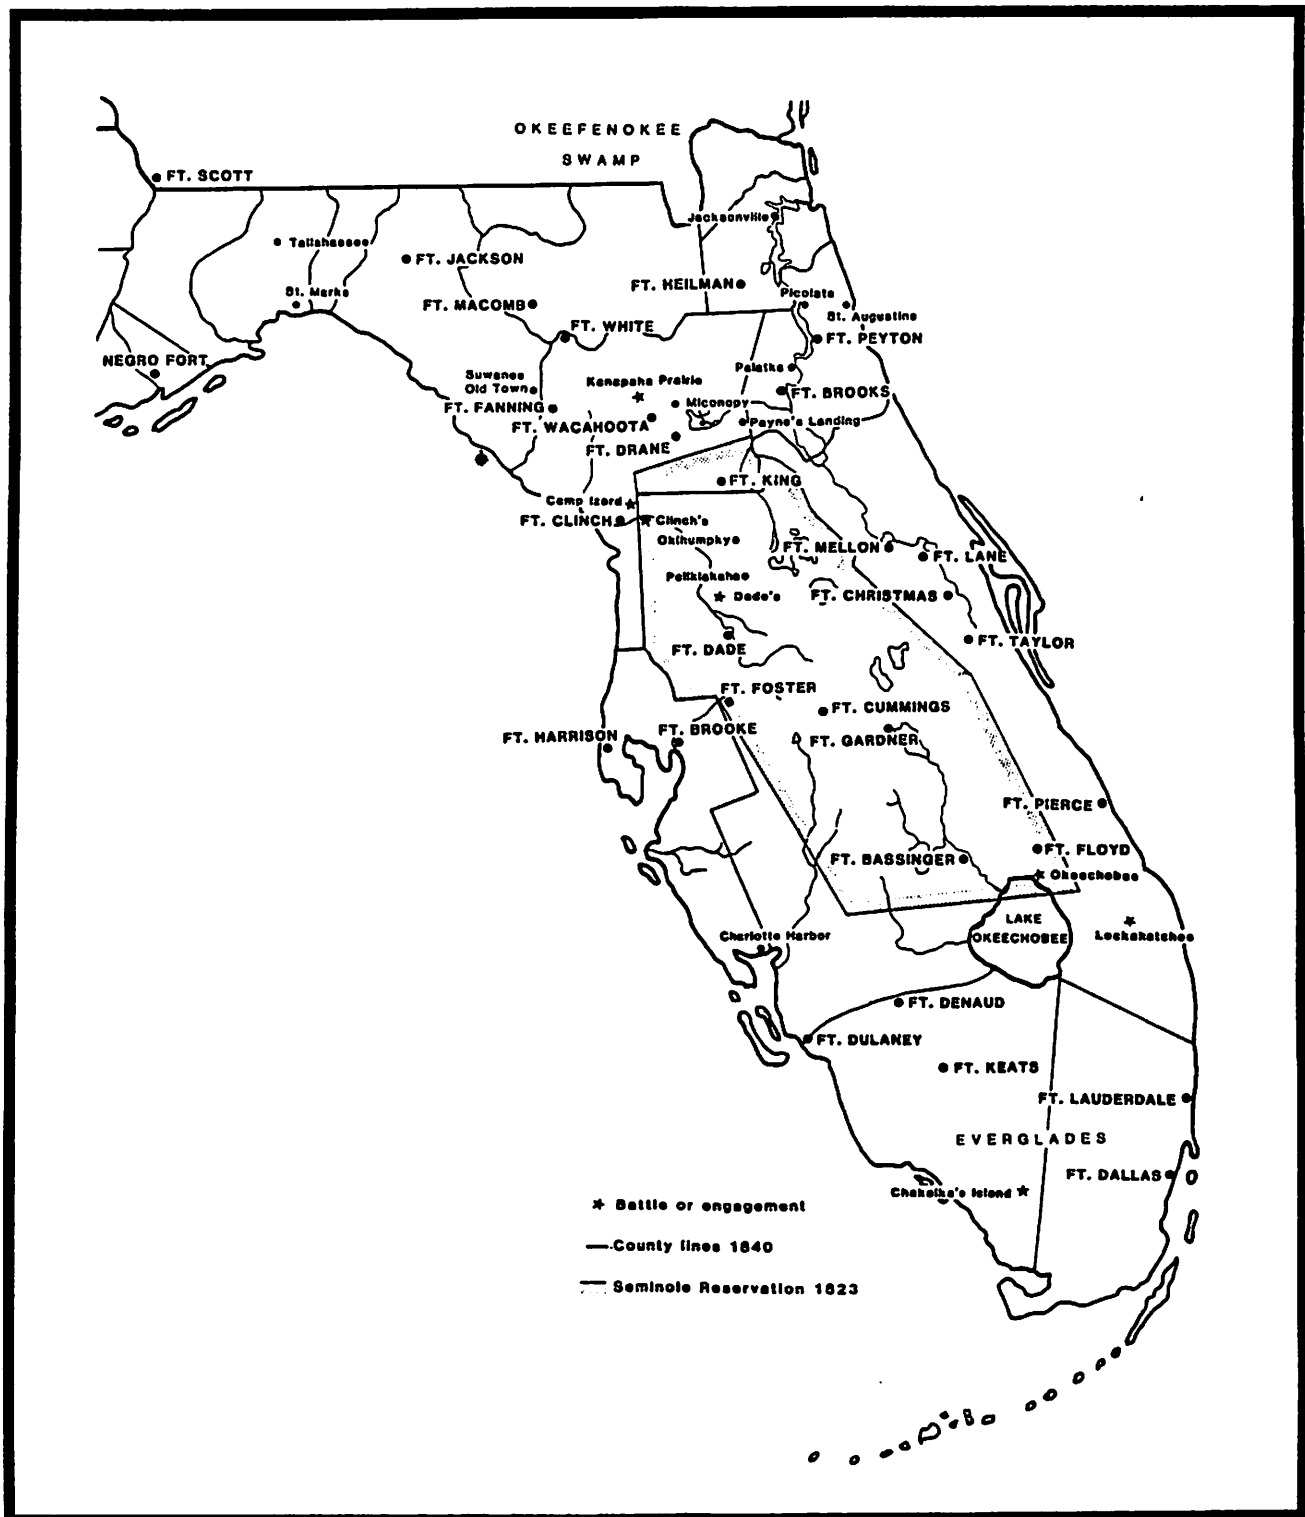 OKEEFENOKEE
SWAMP
FT. SCOTT
Jacksonville
Tallahassee
FT. JACKSON
FT. HEILMAN
St. Marks
FT. MACOMB
Picolata
St. Augustine
FT. WHITE
FT. PEYTON
NEGRO FORT
Palatka
Suwanee
Old Town
Kanapaha Prairie
FT. BROOKS
FT. FANNING
Miconopy
FT. WACAHOOTA
Payne's Landing
FT. DRANE
FT. KING
Camp Izard
FT. CLINCH
Clinch's
Okihumpky
FT. MELLON
FT. LANE
Peliklakaha
Dade's
FT. CHRISTMAS
FT. TAYLOR
FT. DADE
FT. FOSTER
FT. CUMMINGS
FT. HARRISON
FT. BROOKE
FT. GARDNER
FT. PIERCE
FT. BASSINGER
FT. FLOYD
Okeechobee
LAKE
OKEECHOBEE
Charlotte Harbor
Lockahatchee
FT. DENAUD
FT. DULANEY
FT. KEATS
FT. LAUDERDALE
EVERGLADES
FT. DALLAS
Chakaika's Island
Battle or engagement
County lines 1840
Seminole Reservation 1823